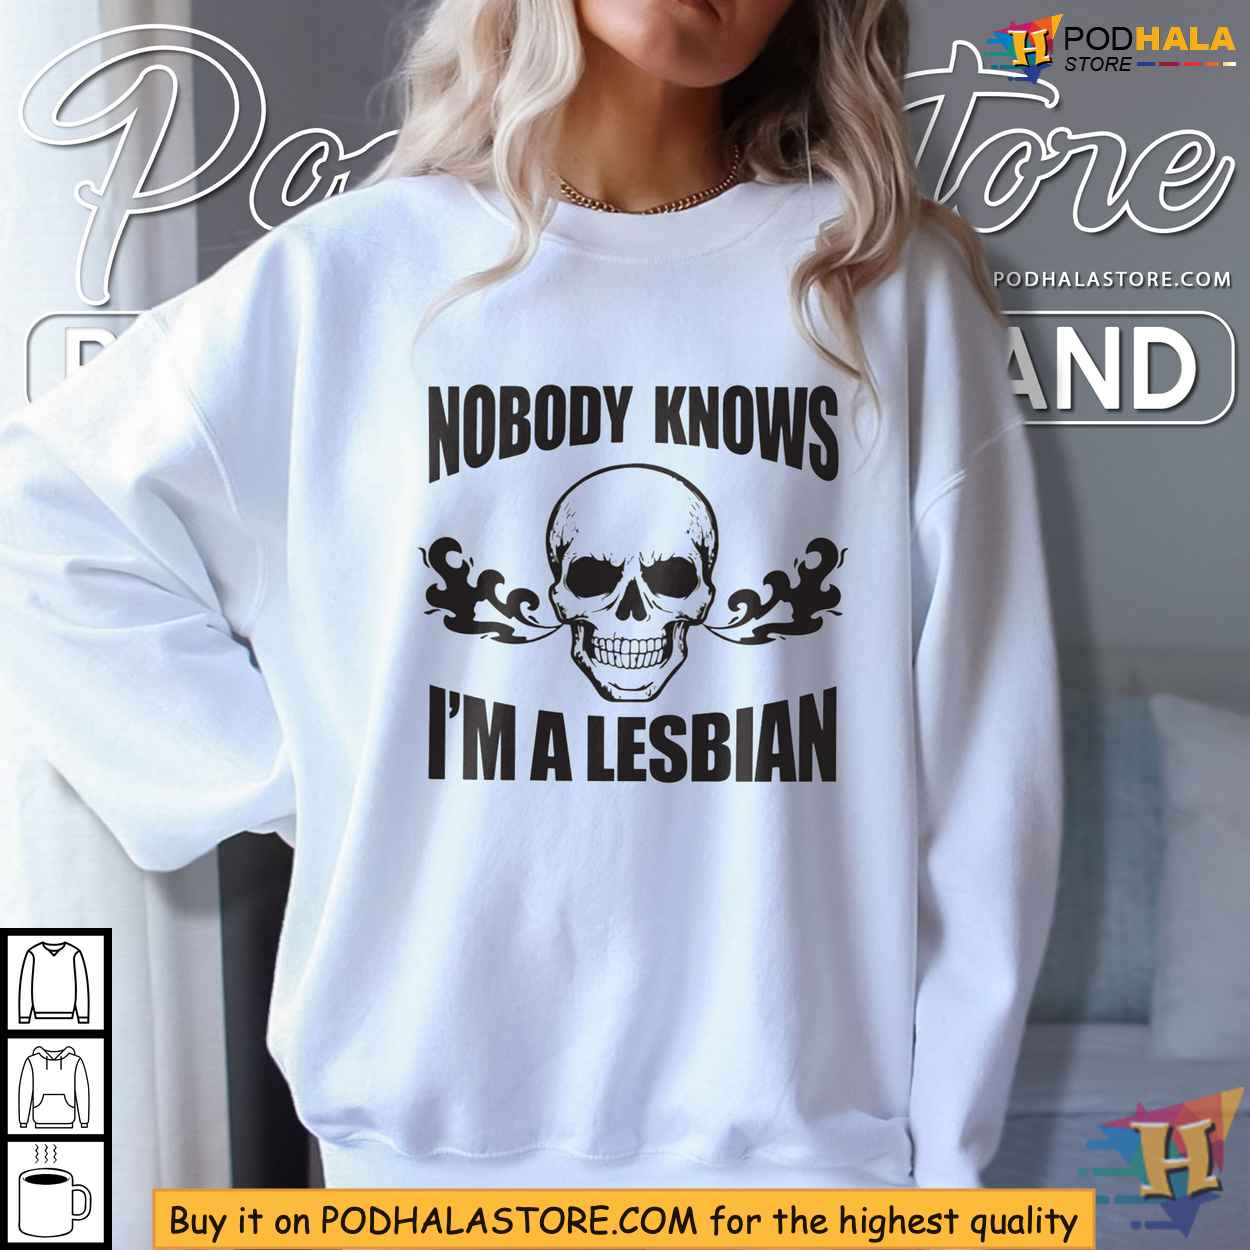 PODHALA
STORE
PODHALASTORE.COM
AND
NOBODY KNOWS
I'M A LESBIAN
Buy it on PODHALASTORE.COM for the highest quality